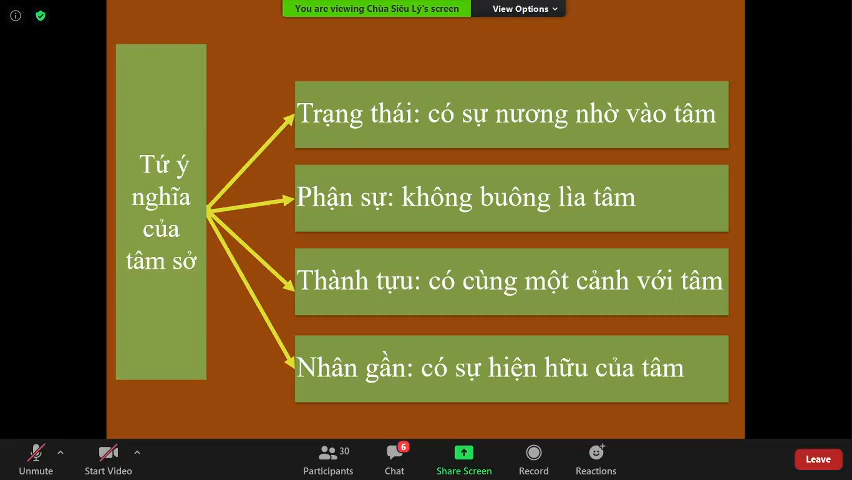 You are viewing Chùa Siêu Lý's screen
View Options
Tứ ý
nghĩa
của
tâm sở
Trạng thái: có sự nương nhờ vào tâm
Phận sự: không buông lìa tâm
Thành tựu: có cùng một cảnh với tâm
Nhân gần: có sự hiện hữu của tâm
Unmute
Start Video
30
Participants
6
Chat
Share Screen
Record
Reactions
Leave